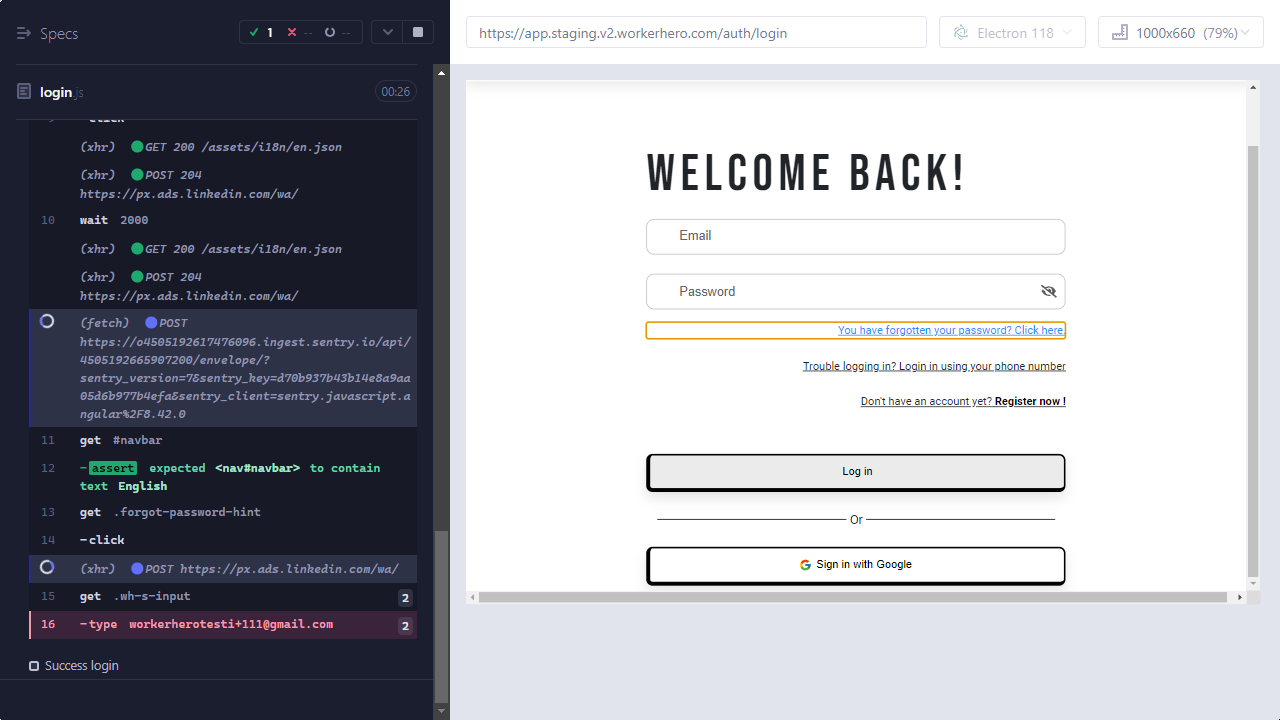 Specs
1
--
--
https://app.staging.v2.workerhero.com/auth/login
Electron 118
1000x660 (79%)
login.js
00:26
9 -click
(xhr) GET 200 /assets/i18n/en.json
(xhr) POST 204
https://px.ads.linkedin.com/wa/
10 wait 2000
(xhr) GET 200 /assets/i18n/en.json
(xhr) POST 204
https://px.ads.linkedin.com/wa/
(fetch) POST
https://o4505192617476096.ingest.sentry.io/api/
4505192665907200/envelope/?
sentry_version=7&sentry_key=d70b937b43b14e8a9aa
05d6b977b4efa&sentry_client=sentry.javascript.a
ngular%2F8.42.0
11 get #navbar
12 -assert expected <nav#navbar> to contain
text English
13 get .forgot-password-hint
14 -click
(xhr) POST https://px.ads.linkedin.com/wa/
15 get .wh-s-input 2
16 -type workerherotesti+111@gmail.com 2
Success login
WELCOME BACK!
Email
Password
You have forgotten your password? Click here.
Trouble logging in? Login in using your phone number
Don't have an account yet? Register now !
Log in
Or
Sign in with Google